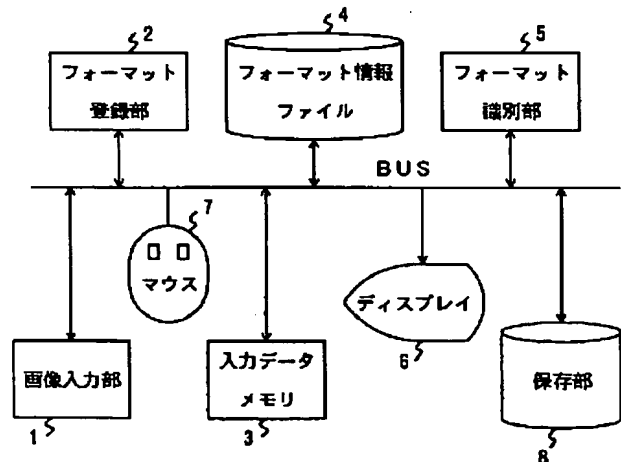 2
フォーマット
登録部
4
フォーマット情報
ファイル
5
フォーマット
識別部
BUS
7
マウス
ディスプレイ
6
画像入力部
1
入力データ
メモリ
3
保存部
8